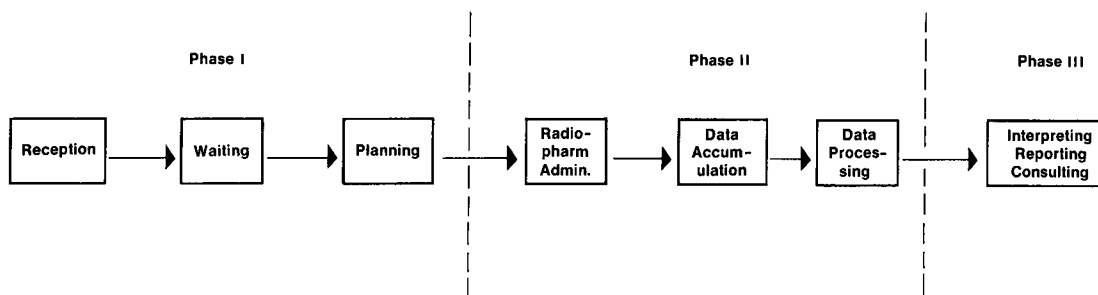 Phase I
Phase II
Phase III
Reception
Waiting
Planning
Radio-
pharm
Admin.
Data
Accum-
ulation
Data
Proces-
sing
Interpreting
Reporting
Consulting